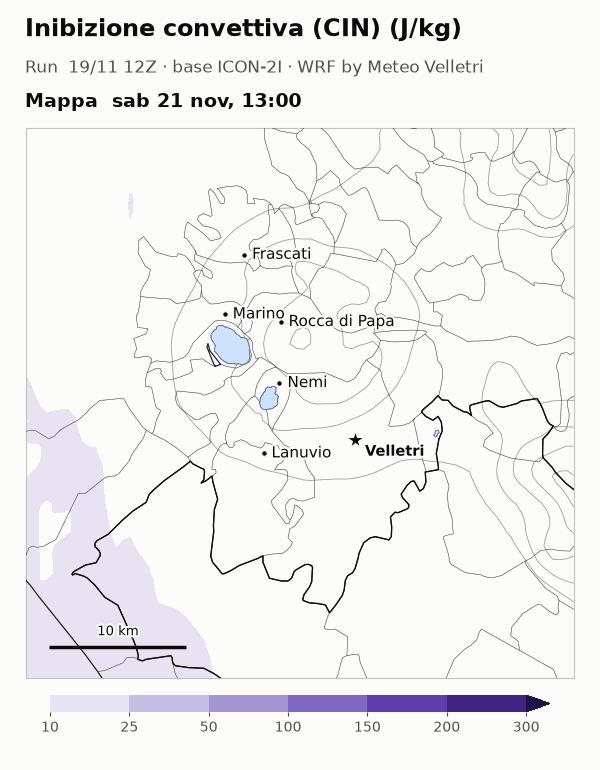 Inibizione convettiva (CIN) (J/kg)
Run  19/11 12Z · base ICON-2I · WRF by Meteo Velletri
Mappa  sab 21 nov, 13:00
Frascati
Marino
Rocca di Papa
Nemi
Velletri
Lanuvio
10 km
10 25 50 100 150 200 300